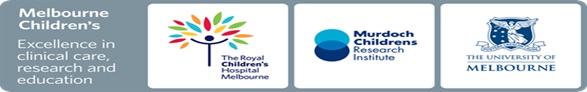 Melbourne
Children's
Excellence in
clinical care,
research and
education
The Royal
Children's
Hospital
Melbourne
Murdoch
Childrens
Research
Institute
THE UNIVERSITY OF
MELBOURNE